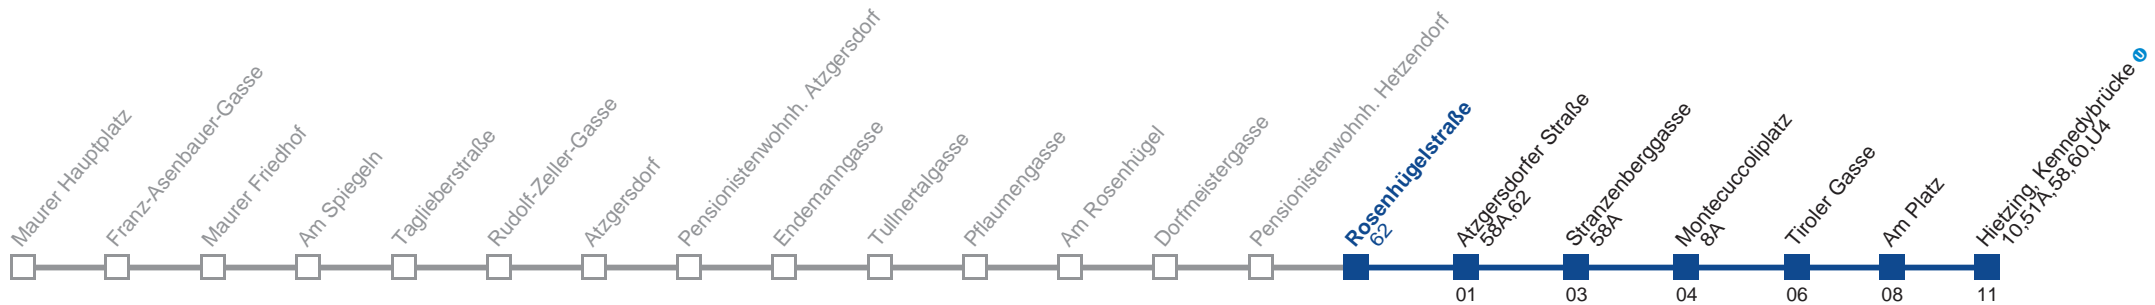 Maurer Hauptplatz
Franz-Asenbauer-Gasse
Maurer Friedhof
Am Spiegeln
Taglieberstraße
Rudolf-Zeller-Gasse
Atzgersdorf
Pensionistenwohnh. Atzgersdorf
Endemanngasse
Tullnertalgasse
Pflaumengasse
Am Rosenhügel
Dorfmeistergasse
Pensionistenwohnh. Hetzendorf
Rosenhügelstraße
62
Atzgersdorfer Straße
58A,62
Stranzenberggasse
58A
Montecuccoliplatz
8A
Tiroler Gasse
Am Platz
Hietzing, Kennedybrücke U
10,51A,58,60,U4
01
03
04
06
08
11